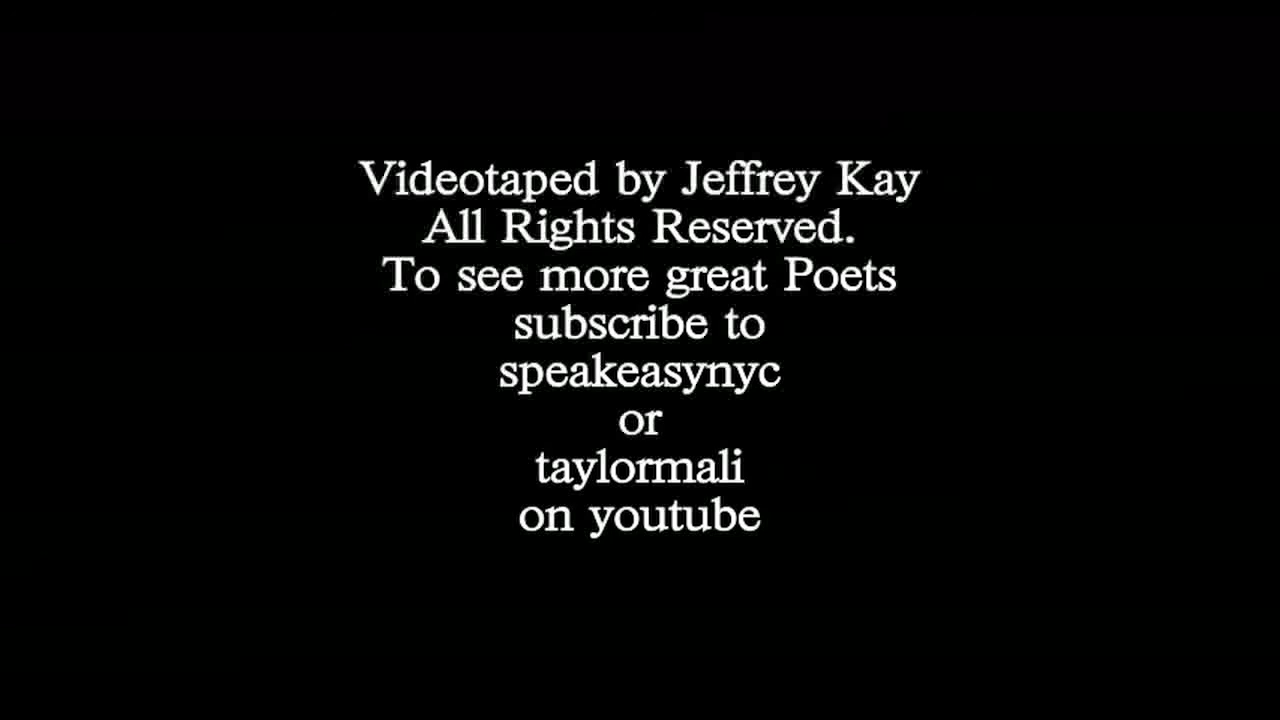 Videotaped by Jeffrey Kay
All Rights Reserved.
To see more great Poets
subscribe to
speakeasynyc
or
taylormali
on youtube